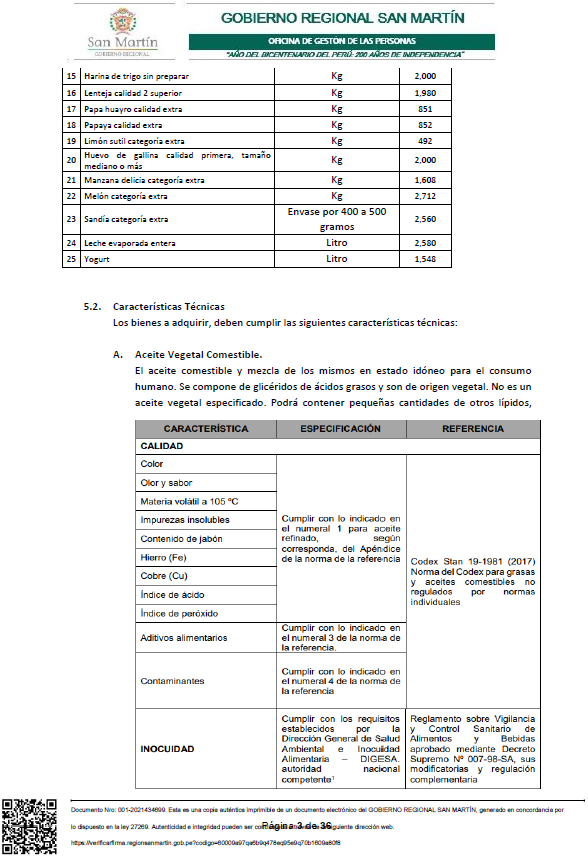 San Martín
GOBIERNO REGIONAL
GOBIERNO REGIONAL SAN MARTÍN
OFICINA DE GESTIÓN DE LAS PERSONAS
"AÑO DEL BICENTENARIO DEL PERÚ: 200 AÑOS DE INDEPENDENCIA"
15 Harina de trigo sin preparar Kg 2,000
16 Lenteja calidad 2 superior Kg 1,980
17 Papa huayro calidad extra Kg 851
18 Papaya calidad extra Kg 852
19 Limón sutil categoría extra Kg 492
20 Huevo de gallina calidad primera, tamaño
mediano o más Kg 2,000
21 Manzana delicia categoría extra Kg 1,608
22 Melón categoría extra Kg 2,712
23 Sandía categoría extra Envase por 400 a 500
gramos 2,560
24 Leche evaporada entera Litro 2,580
25 Yogurt Litro 1,548
5.2. Características Técnicas
Los bienes a adquirir, deben cumplir las siguientes características técnicas:
A. Aceite Vegetal Comestible.
El aceite comestible y mezcla de los mismos en estado idóneo para el consumo
humano. Se compone de glicéridos de ácidos grasos y son de origen vegetal. No es un
aceite vegetal especificado. Podrá contener pequeñas cantidades de otros lípidos,
CARACTERÍSTICA ESPECIFICACIÓN REFERENCIA
CALIDAD
Color
Olor y sabor
Materia volátil a 105 ºC
Impurezas insolubles
Contenido de jabón
Hierro (Fe)
Cobre (Cu)
Índice de ácido
Índice de peróxido
Cumplir con lo indicado en
el numeral 1 para aceite
refinado, según
corresponda, del Apéndice
de la norma de la referencia
Codex Stan 19-1981 (2017)
Norma del Codex para grasas
y aceites comestibles no
regulados por normas
individuales
Aditivos alimentarios
Cumplir con lo indicado en
el numeral 3 de la norma de
la referencia.
Contaminantes
Cumplir con lo indicado en
el numeral 4 de la norma de
la referencia
INOCUIDAD
Cumplir con los requisitos
establecidos por la
Dirección General de Salud
Ambiental e Inocuidad
Alimentaria – DIGESA.
autoridad nacional
competente¹
Reglamento sobre Vigilancia
y Control Sanitario de
Alimentos y Bebidas
aprobado mediante Decreto
Supremo Nº 007-98-SA, sus
modificatorias y regulación
complementaria
Documento Nro: 001-2021434699. Esta es una copia auténtica imprimible de un documento electrónico del GOBIERNO REGIONAL SAN MARTÍN, generado en concordancia por
lo dispuesto en la ley 27269. Autenticidad e integridad pueden ser siguiente dirección web.
Página 3 de 36
https://verificarfirma.regionsanmartin.gob.pe?codigo=60009a97qa6b9q478eq95e9q70b1609a80f8